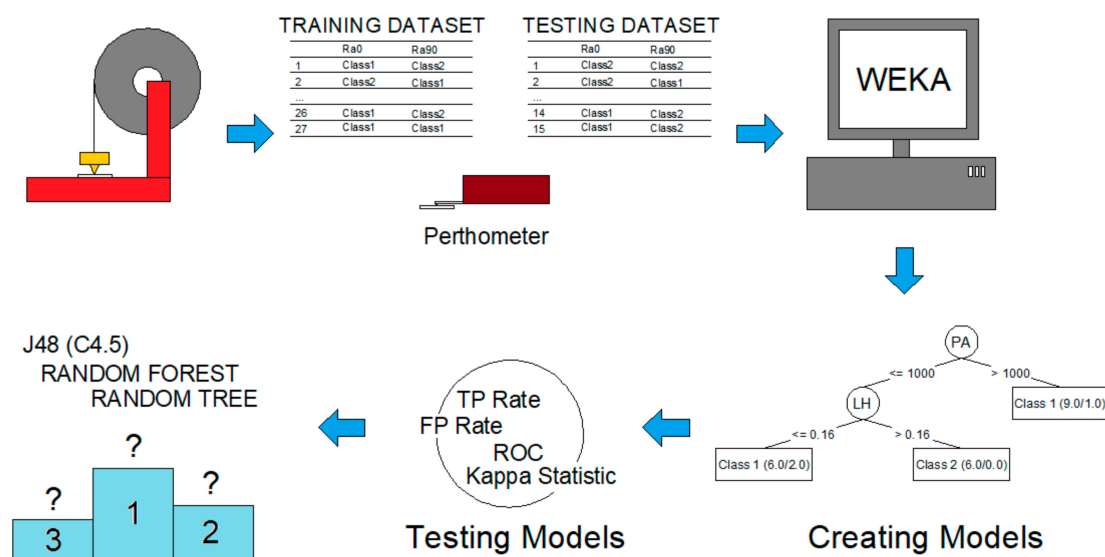 TRAINING DATASET
Ra0 Ra90
1 Class1 Class2
2 Class2 Class1
...
26 Class1 Class2
27 Class1 Class1
TESTING DATASET
Ra0 Ra90
1 Class2 Class2
2 Class2 Class1
...
14 Class1 Class2
15 Class1 Class2
WEKA
Perthometer
PA
<= 1000 > 1000
LH Class 1 (9.0/1.0)
<= 0.16 > 0.16
Class 1 (6.0/2.0) Class 2 (6.0/0.0)
Creating Models
TP Rate
FP Rate
ROC
Kappa Statistic
Testing Models
J48 (C4.5)
RANDOM FOREST
RANDOM TREE
?
? ?
1
3 2